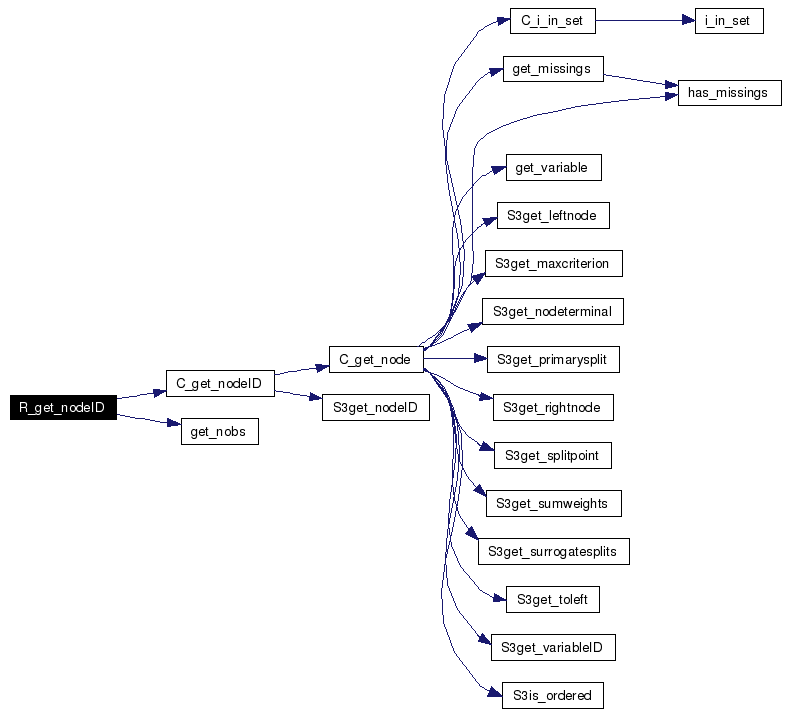 C_i_in_set
i_in_set
get_missings
has_missings
get_variable
S3get_leftnode
S3get_maxcriterion
S3get_nodeterminal
C_get_node
S3get_primarysplit
C_get_nodeID
R_get_nodeID
S3get_nodeID
S3get_rightnode
get_nobs
S3get_splitpoint
S3get_sumweights
S3get_surrogatesplits
S3get_toleft
S3get_variableID
S3is_ordered